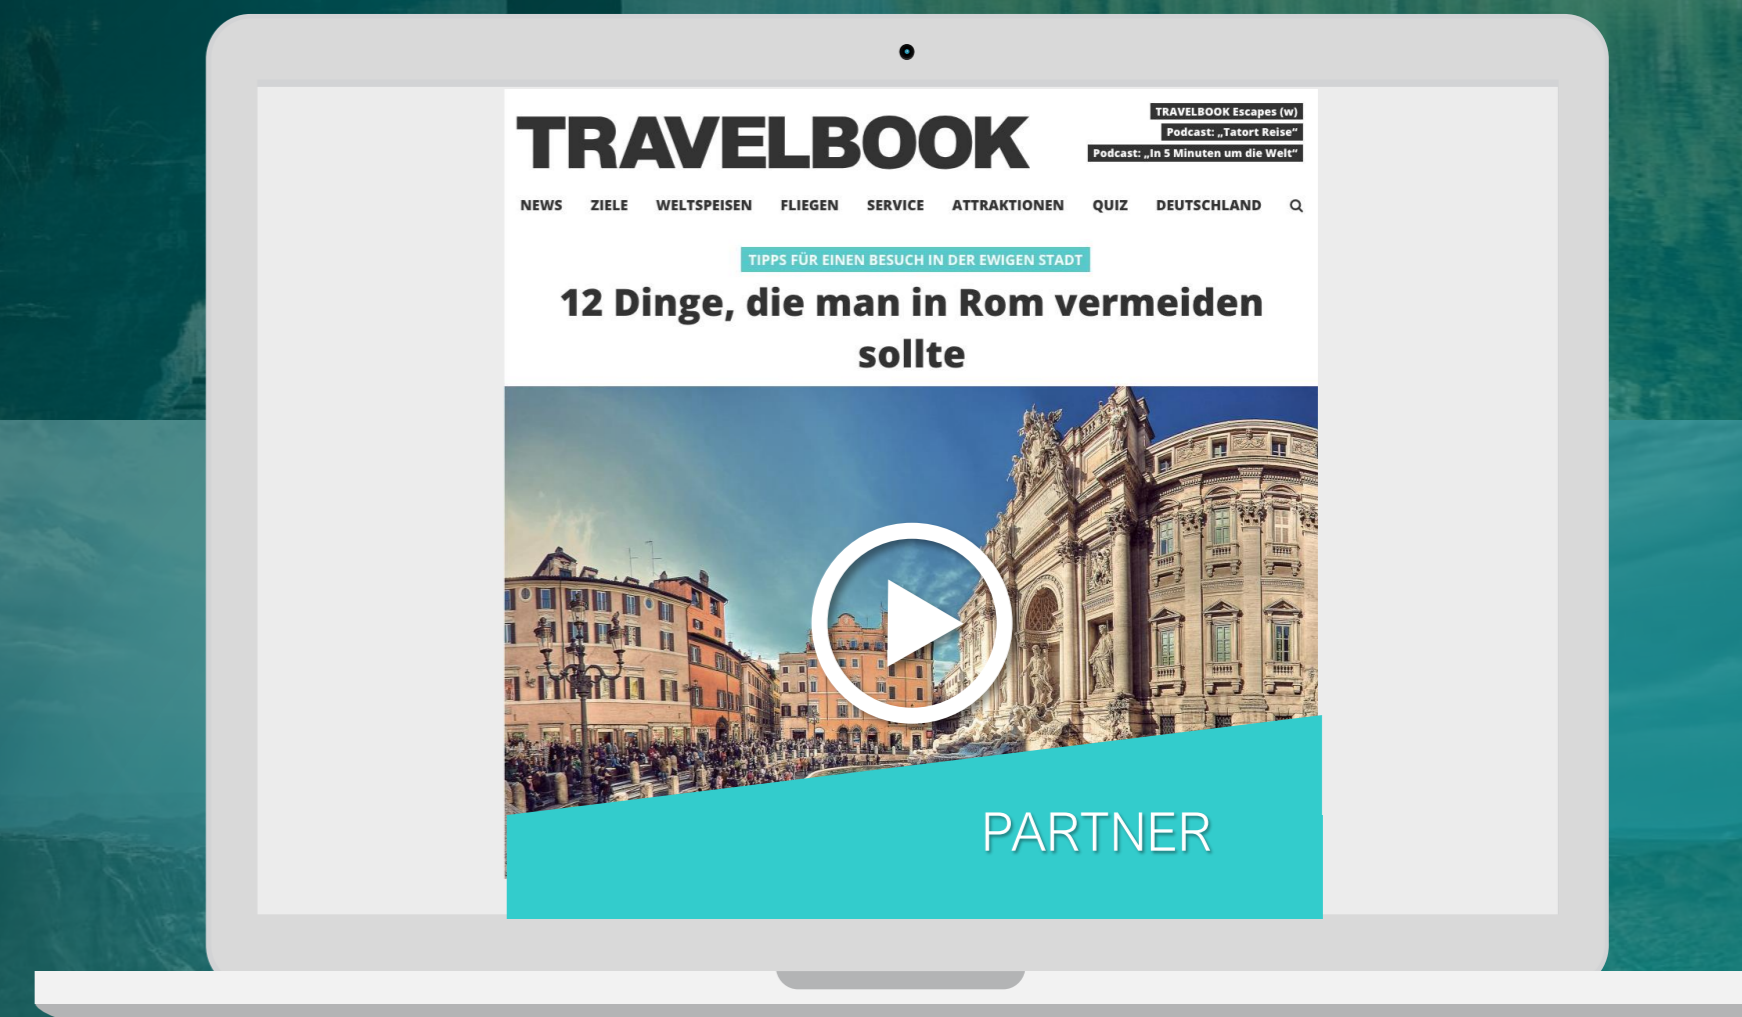 TRAVELBOOK
TRAVELBOOK Escapes (w)
Podcast: „Tatort Reise“
Podcast: „In 5 Minuten um die Welt“
NEWS ZIELE WELTSPEISEN FLIEGEN SERVICE ATTRAKTIONEN QUIZ DEUTSCHLAND
TIPPS FÜR EINEN BESUCH IN DER EWIGEN STADT
12 Dinge, die man in Rom vermeiden
sollte
PARTNER